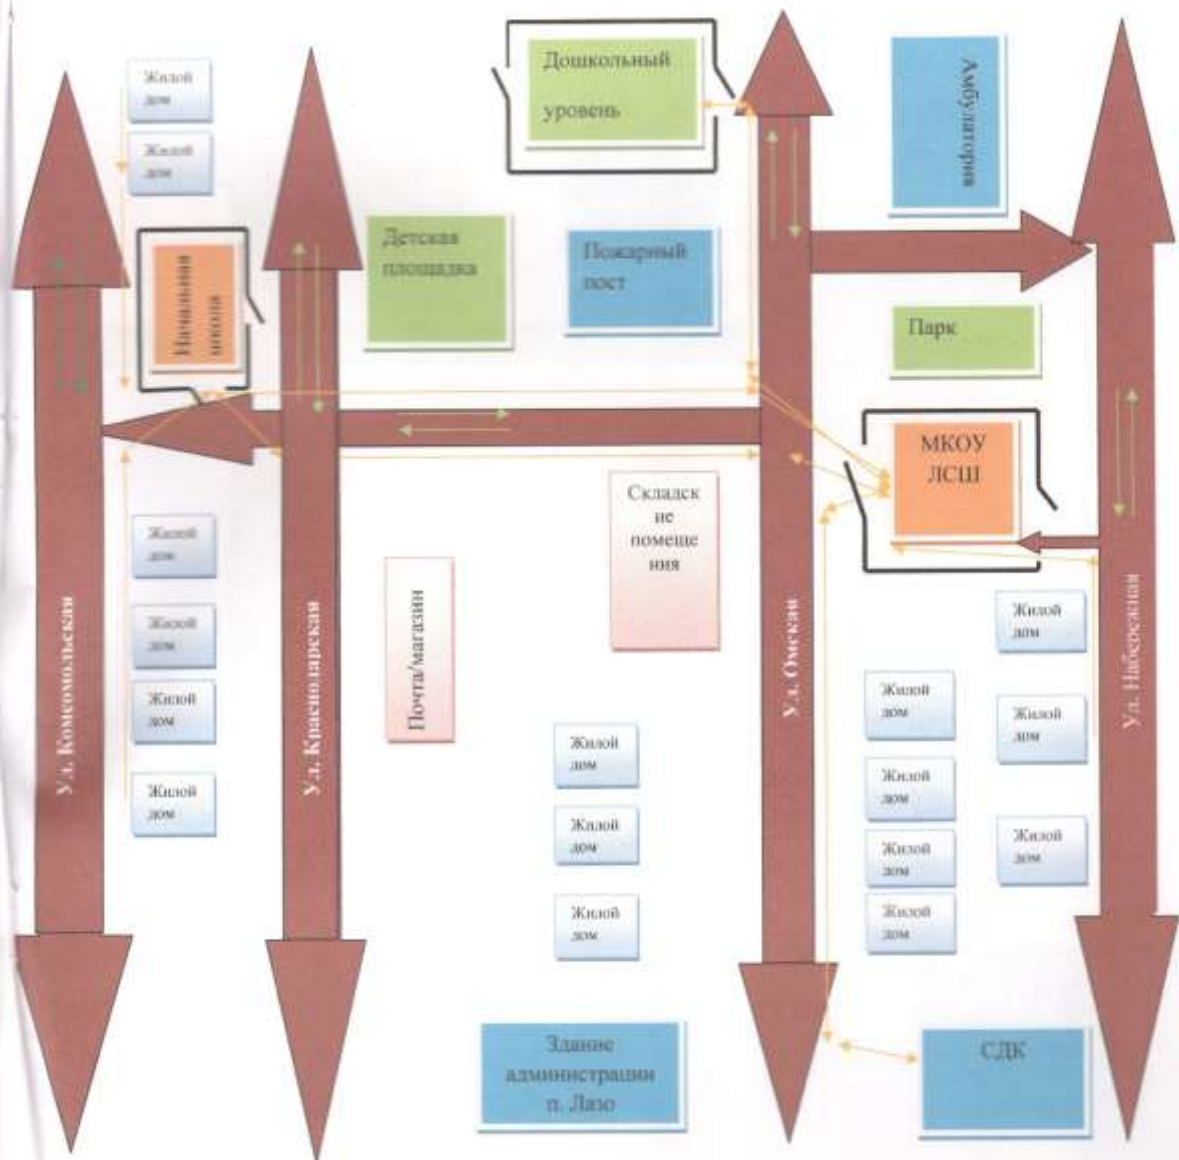 Жилой
дом
Жилой
дом
Начальная
школа
Детская
площадка
Дошкольный
уровень
Пожарный
пост
Амбулатория
Парк
МКОУ
ЛСШ
Складск
ие
помеще
ния
Почта/магазин
Ул. Комсомольская
Ул. Краснодарская
Ул. Омская
Ул. Набережная
Жилой
дом
Жилой
дом
Жилой
дом
Жилой
дом
Жилой
дом
Жилой
дом
Жилой
дом
Жилой
дом
Жилой
дом
Жилой
дом
Жилой
дом
Жилой
дом
Жилой
дом
Жилой
дом
Здание
администрации
п. Лазо
СДК